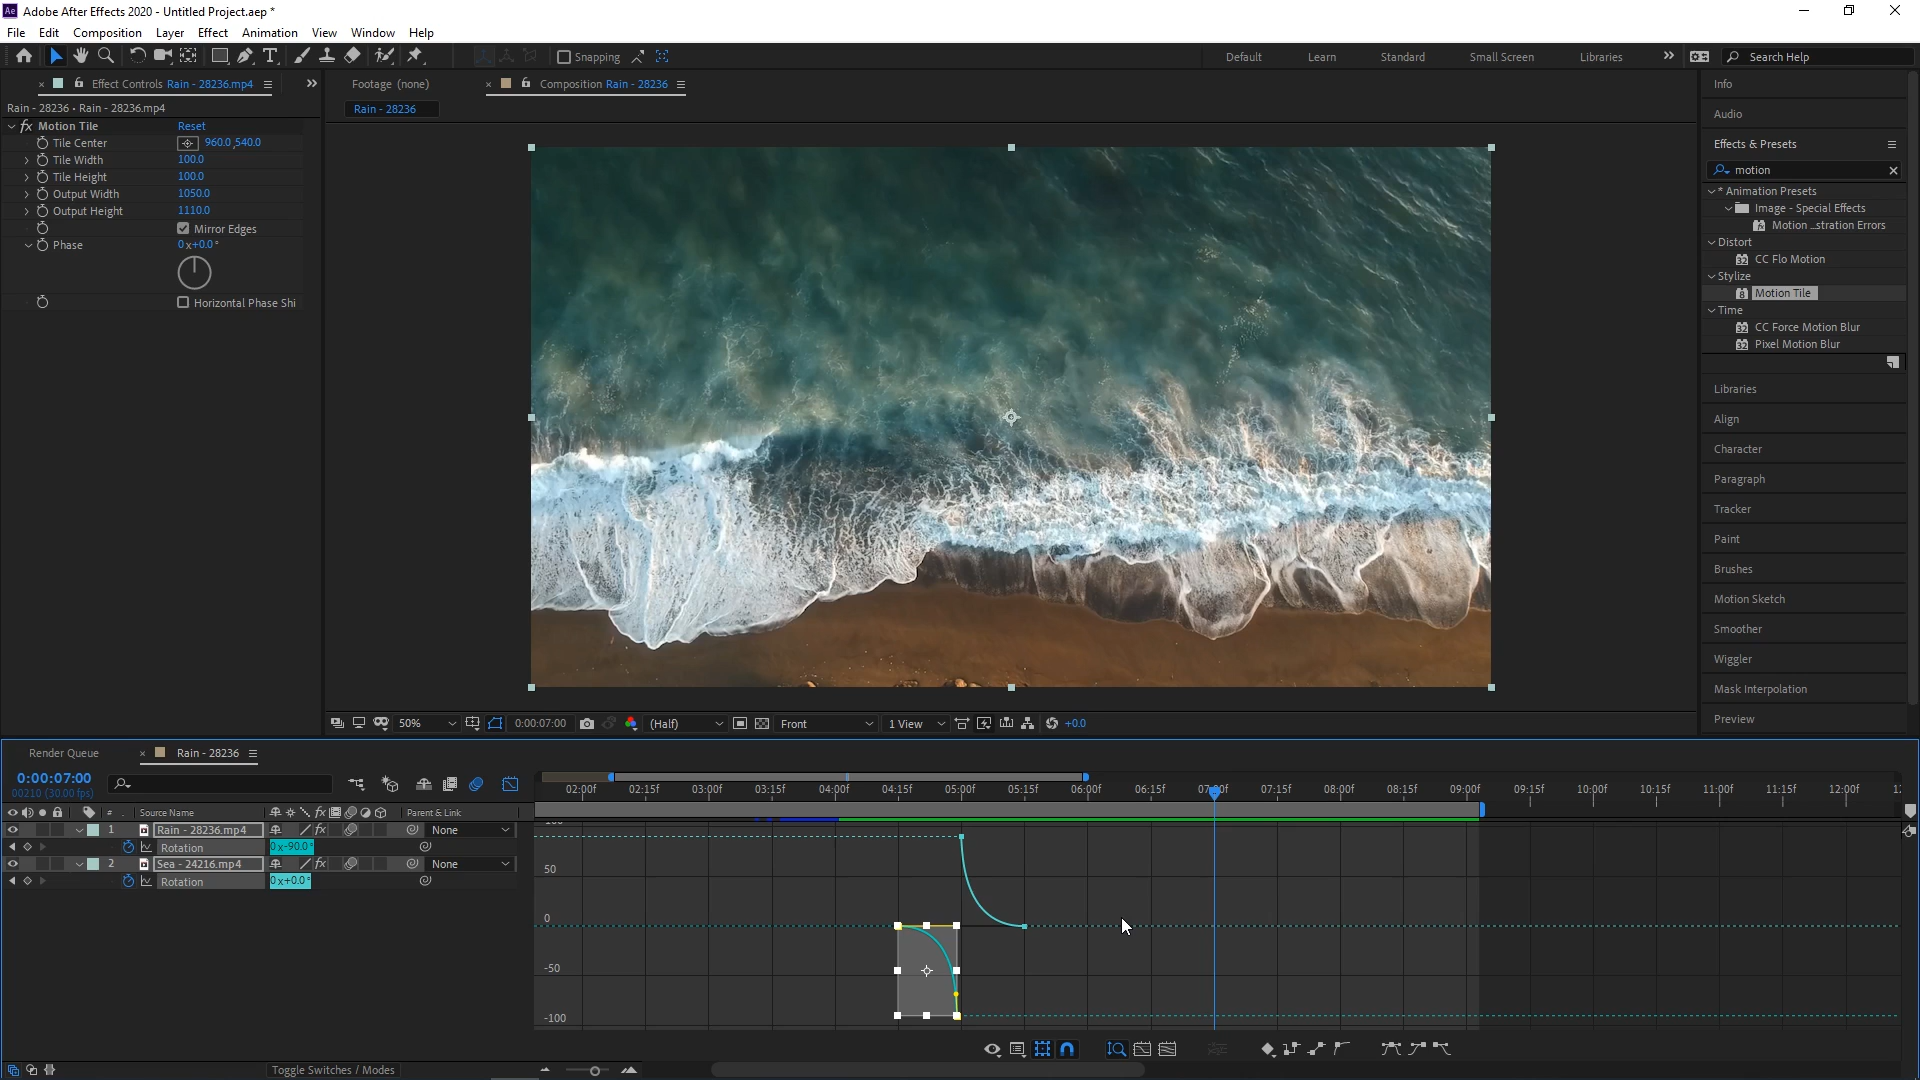 Ae Adobe After Effects 2020 - Untitled Project.aep *
File Edit Composition Layer Effect Animation View Window Help
Snapping
Default Learn Standard Small Screen Libraries
Search Help
Effect Controls Rain - 28236.mp4
Rain - 28236 • Rain - 28236.mp4
fx Motion Tile Reset
Tile Center 960.0,540.0
Tile Width 100.0
Tile Height 100.0
Output Width 1050.0
Output Height 1110.0
Mirror Edges
Phase 0x+0.0°
Horizontal Phase Shi
Footage (none)
Composition Rain - 28236
Rain - 28236
50% 0:00:07:00 (Half) Front 1 View +0.0
Info
Audio
Effects & Presets
motion
* Animation Presets
Image - Special Effects
Motion ...stration Errors
Distort
CC Flo Motion
Stylize
Motion Tile
Time
CC Force Motion Blur
Pixel Motion Blur
Libraries
Align
Character
Paragraph
Tracker
Paint
Brushes
Motion Sketch
Smoother
Wiggler
Mask Interpolation
Preview
Render Queue Rain - 28236
0:00:07:00
00210 (30.00 fps)
# Source Name Parent & Link
1 Rain - 28236.mp4 None
Rotation 0x-90.0°
2 Sea - 24216.mp4 None
Rotation 0x+0.0°
02:00f 02:15f 03:00f 03:15f 04:00f 04:15f 05:00f 05:15f 06:00f 06:15f 07:00f 07:15f 08:00f 08:15f 09:00f 09:15f 10:00f 10:15f 11:00f 11:15f 12:00f
50
0
-50
-100
Toggle Switches / Modes